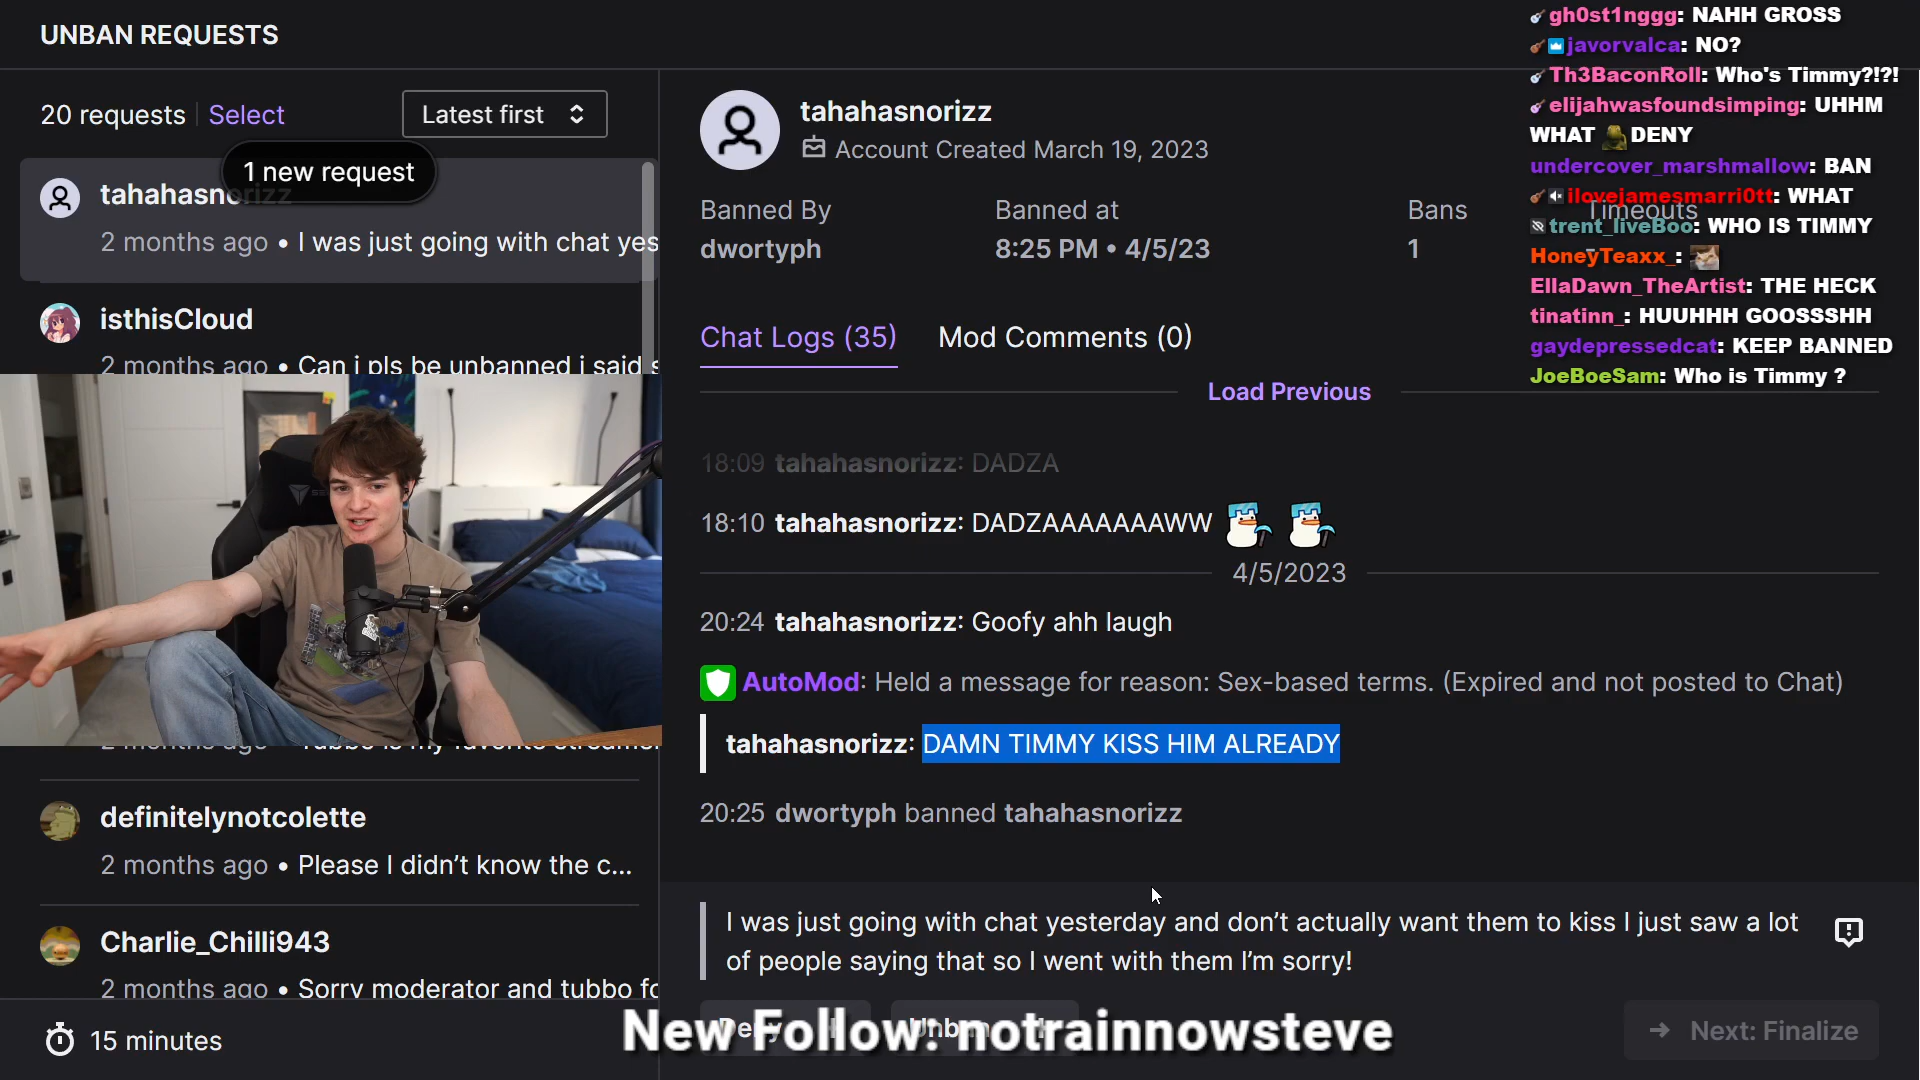 UNBAN REQUESTS
20 requests
Select
Latest first
1 new request
2 months ago • I was just going with chat yes
isthisCloud
2 months ago • Can i pls be unbanned i said s
definitelynotcolette
2 months ago • Please I didn’t know the c...
Charlie_Chilli943
2 months ago • Sorry moderator and tubbo fo
15 minutes
tahahasnorizz
Account Created March 19, 2023
Banned By
dwortyph
Banned at
8:25 PM • 4/5/23
Bans
1
Timeouts
Chat Logs (35)
Mod Comments (0)
Load Previous
18:09 tahahasnorizz: DADZA
18:10 tahahasnorizz: DADZAAAAAAAWW
4/5/2023
20:24 tahahasnorizz: Goofy ahh laugh
AutoMod: Held a message for reason: Sex-based terms. (Expired and not posted to Chat)
tahahasnorizz: DAMN TIMMY KISS HIM ALREADY
20:25 dwortyph banned tahahasnorizz
I was just going with chat yesterday and don’t actually want them to kiss I just saw a lot
of people saying that so I went with them I’m sorry!
New Follow: notrainnowsteve
Next: Finalize
gh0st1nggg: NAHH GROSS
javorvalca: NO?
Th3BaconRoll: Who's Timmy?!?!
elijahwasfoundsimping: UHHM
WHAT DENY
undercover_marshmallow: BAN
ilovejamesmarri0tt: WHAT
trent_liveBoo: WHO IS TIMMY
HoneyTeaxx_:
EllaDawn_TheArtist: THE HECK
tinatinn_: HUUHHH GOOSSSHH
gaydepressedcat: KEEP BANNED
JoeBoeSam: Who is Timmy ?